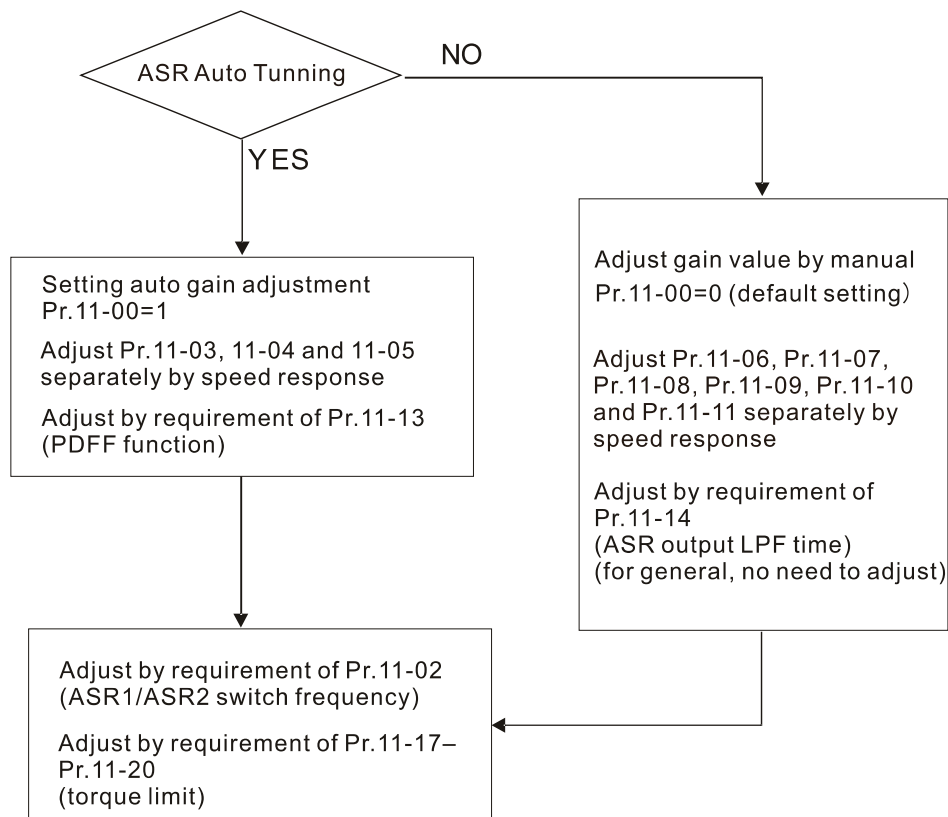 ASR Auto Tunning
NO
YES
Setting auto gain adjustment
Pr.11-00=1
Adjust Pr.11-03, 11-04 and 11-05
separately by speed response
Adjust by requirement of Pr.11-13
(PDFF function)
Adjust gain value by manual
Pr.11-00=0 (default setting)
Adjust Pr.11-06, Pr.11-07,
Pr.11-08, Pr.11-09, Pr.11-10
and Pr.11-11 separately by
speed response
Adjust by requirement of
Pr.11-14
(ASR output LPF time)
(for general, no need to adjust)
Adjust by requirement of Pr.11-02
(ASR1/ASR2 switch frequency)
Adjust by requirement of Pr.11-17–
Pr.11-20
(torque limit)